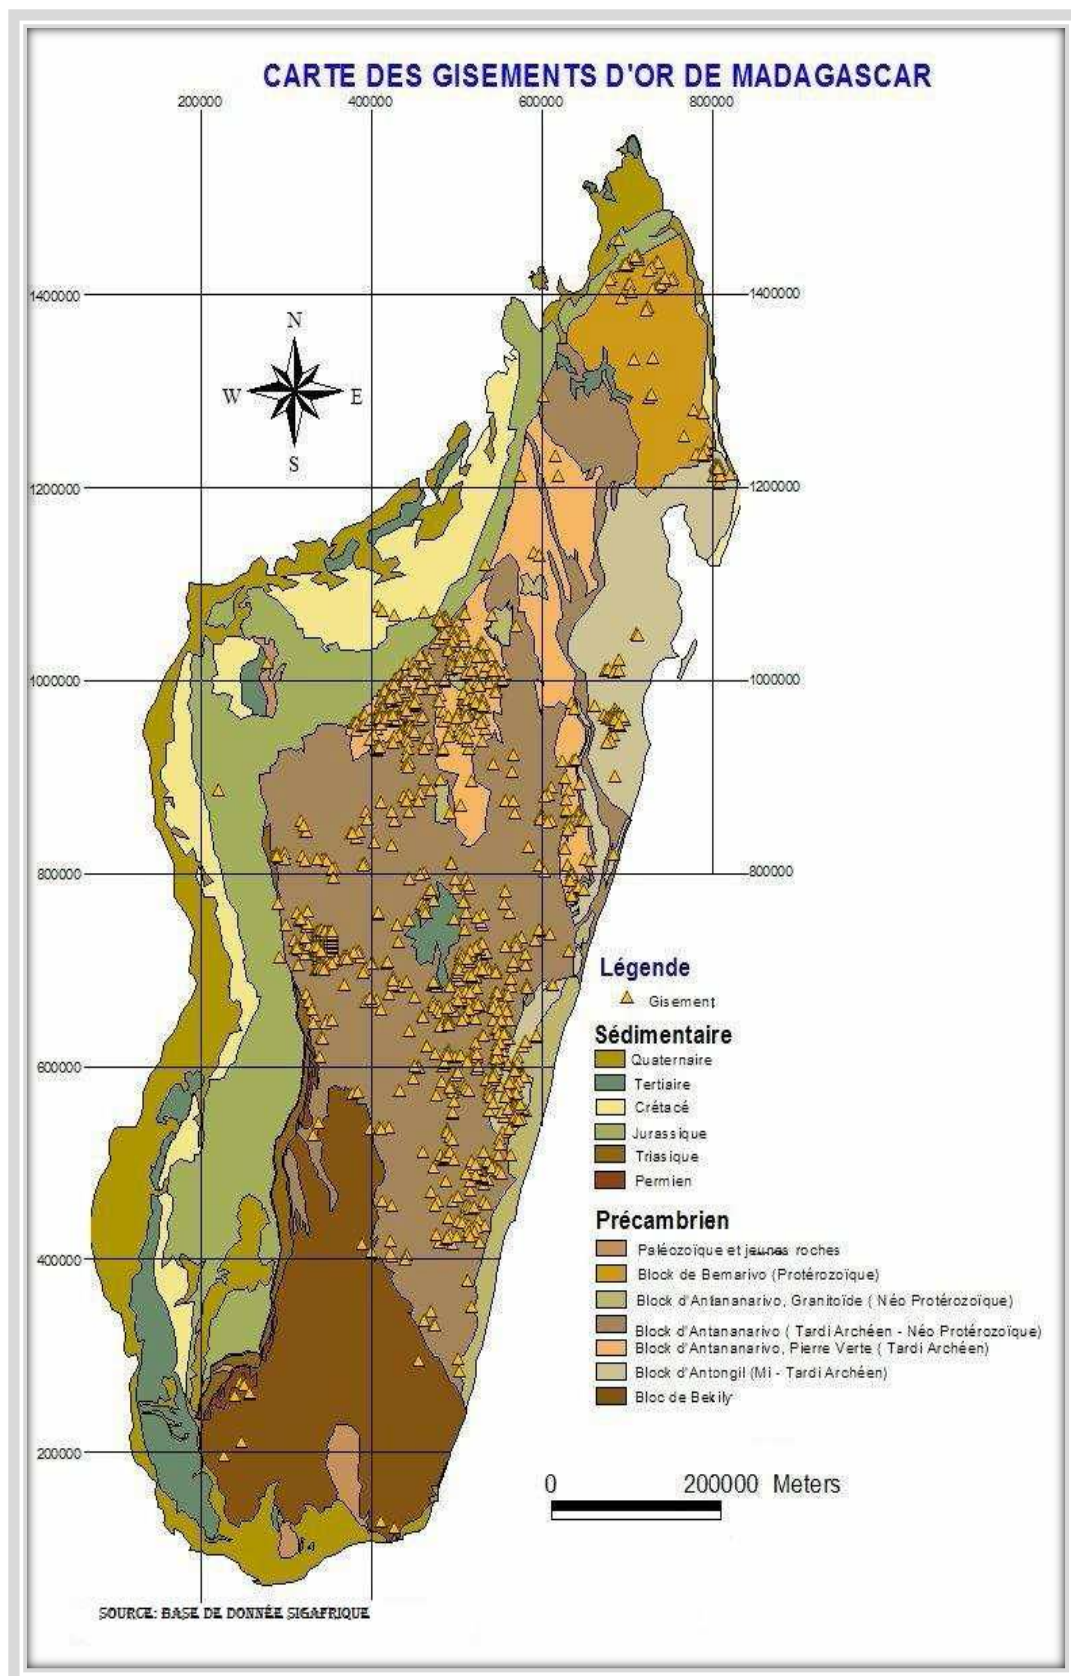 CARTE DES GISEMENTS D'OR DE MADAGASCAR
200000 400000 600000 800000
1400000 1400000
N
W E
S
1200000 1200000
1000000 1000000
800000 800000
Légende
Gisement
Sédimentaire
600000
Quaternaire
Tertiaire
Crétacé
Jurassique
Triasique
Permien
Précambrien
400000
Paléozoïque et jeunes roches
Block de Bemarivo (Protérozoïque)
Block d'Antananarivo, Granitoïde ( Néo Protérozoïque)
Block d'Antananarivo ( Tardi Archéen - Néo Protérozoïque)
Block d'Antananarivo, Pierre Verte ( Tardi Archéen)
Block d'Antongil (Mi - Tardi Archéen)
Bloc de Bekily
200000
0 200000 Meters
SOURCE: BASE DE DONNÉE SIGAFRIQUE